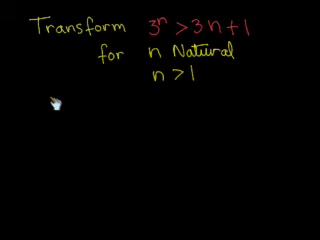 Transform 3ⁿ > 3n + 1
for n Natural
n > 1